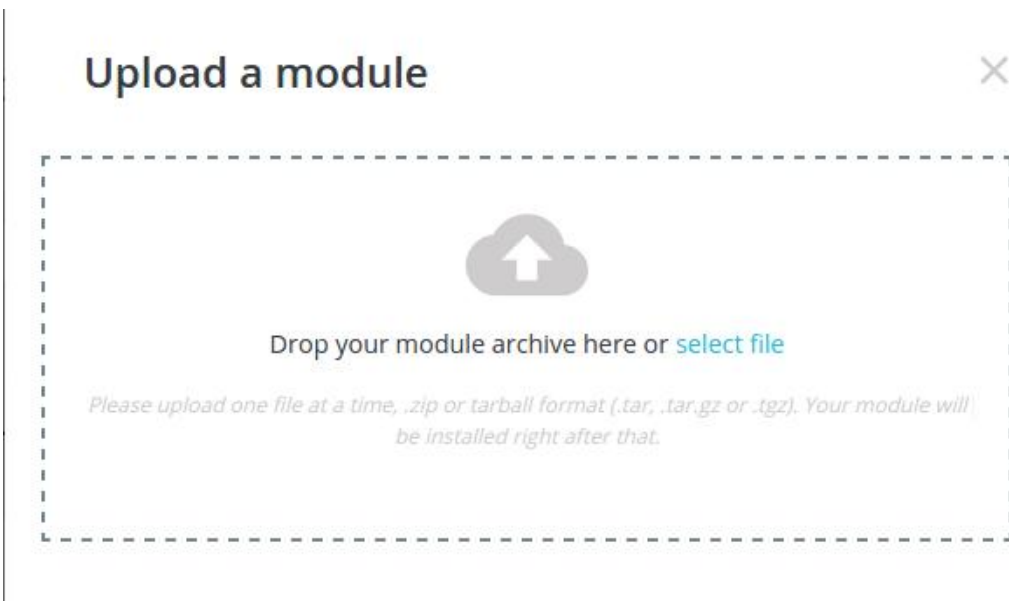 Upload a module
Drop your module archive here or select file
Please upload one file at a time, .zip or tarball format (.tar, .tar.gz or .tgz). Your module will
be installed right after that.